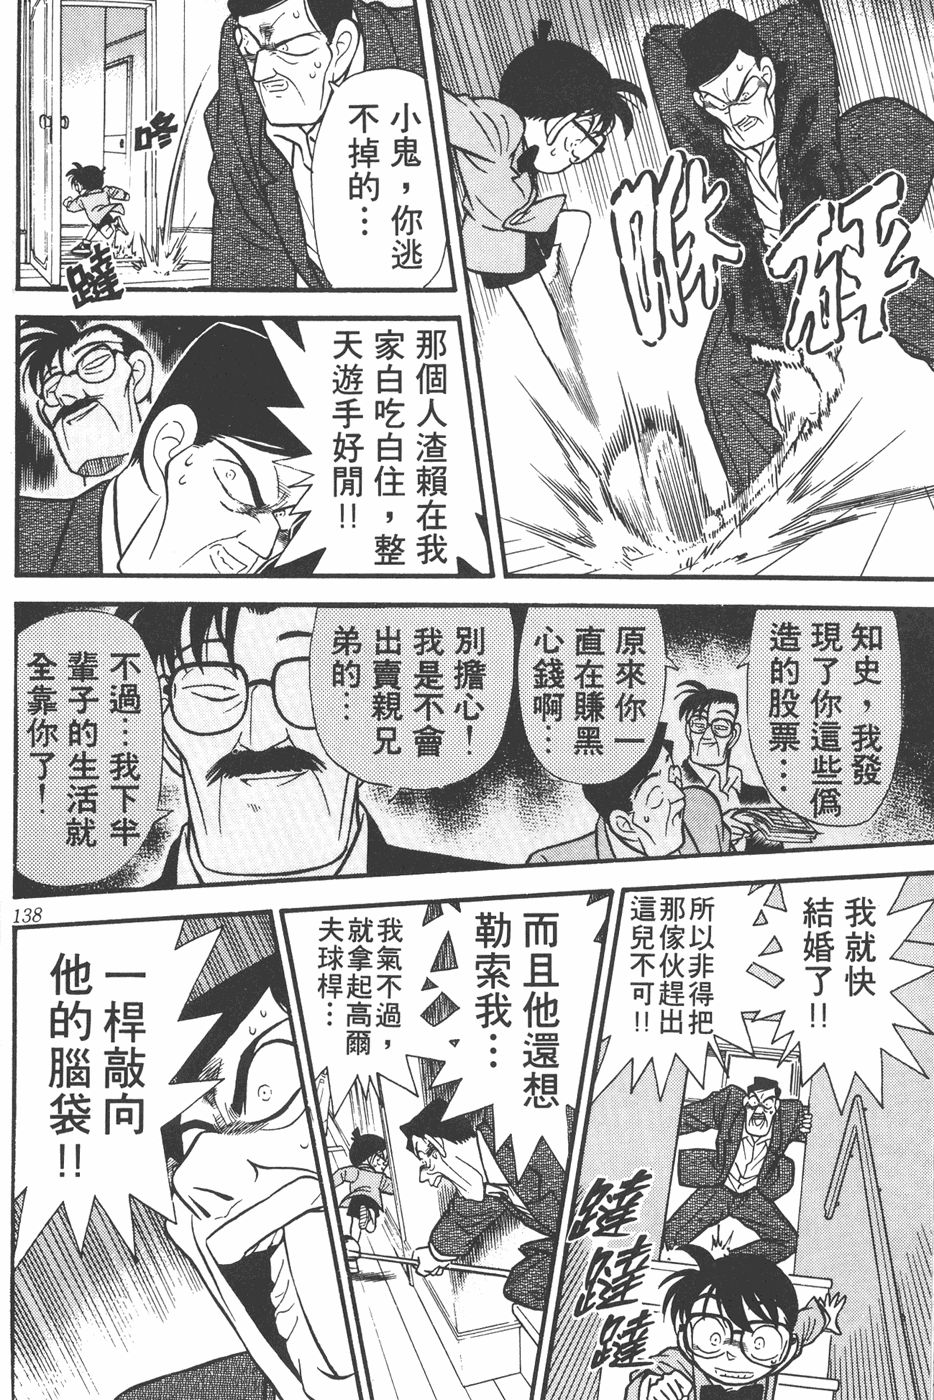 咻
砰
小鬼，你逃
不掉的…
咚
躂
那個人渣賴在我
家白吃白住，整
天遊手好閒!!
知史，我發
現了你這些偽
造的股票…
原來你一
直在賺黑
心錢啊…
別擔心！
我是不會
出賣親兄
弟的…
不過…我下半
輩子的生活就
全靠你了！
我就快
結婚了!!
所以非得把
那傢伙趕出
這兒不可!!
躂
躂
躂
而且他還想
勒索我…
我氣不過，
就拿起高爾
夫球桿…
一桿敲向
他的腦袋!!
138